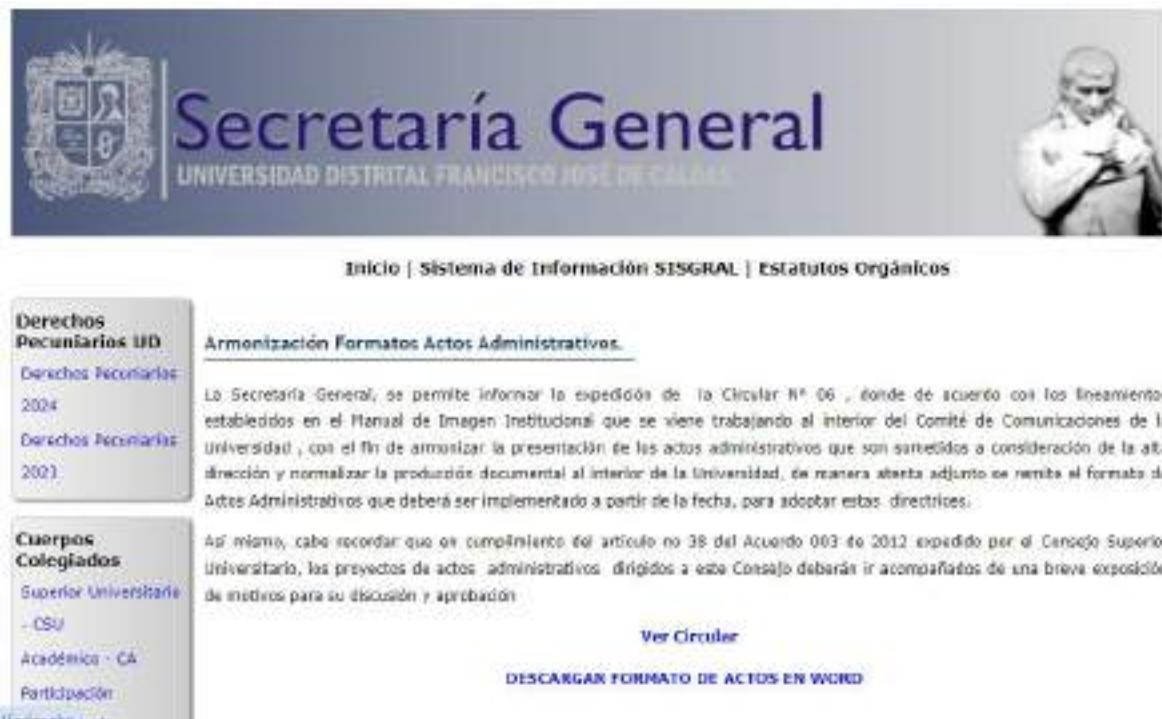 Secretaría General
UNIVERSIDAD DISTRITAL FRANCISCO JOSÉ DE CALDAS
Inicio | Sistema de Información SISGRAL | Estatutos Orgánicos
Derechos
Pecuniarios UD
Derechos Pecuniarios
2024
Derechos Pecuniarios
2023
Cuerpos
Colegiados
Superior Universitario
- CSU
Académico - CA
Participación
Armonización Formatos Actos Administrativos.
La Secretaría General, se permite informar la expedición de la Circular N° 06 , donde de acuerdo con los lineamiento
establecidos en el Manual de Imagen Institucional que se viene trabajando al interior del Comité de Comunicaciones de l
Universidad , con el fin de armonizar la presentación de los actos administrativos que son sometidos a consideración de la alt
dirección y normalizar la producción documental al interior de la Universidad, de manera atenta adjunto se remite el formato d
Actos Administrativos que deberá ser implementado a partir de la fecha, para adoptar estas directrices.
Así mismo, cabe recordar que en cumplimiento del artículo no 38 del Acuerdo 003 de 2012 expedido por el Consejo Superio
Universitario, los proyectos de actos administrativos dirigidos a este Consejo deberán ir acompañados de una breve exposició
de motivos para su discusión y aprobación
Ver Circular
DESCARGAR FORMATO DE ACTOS EN WORD